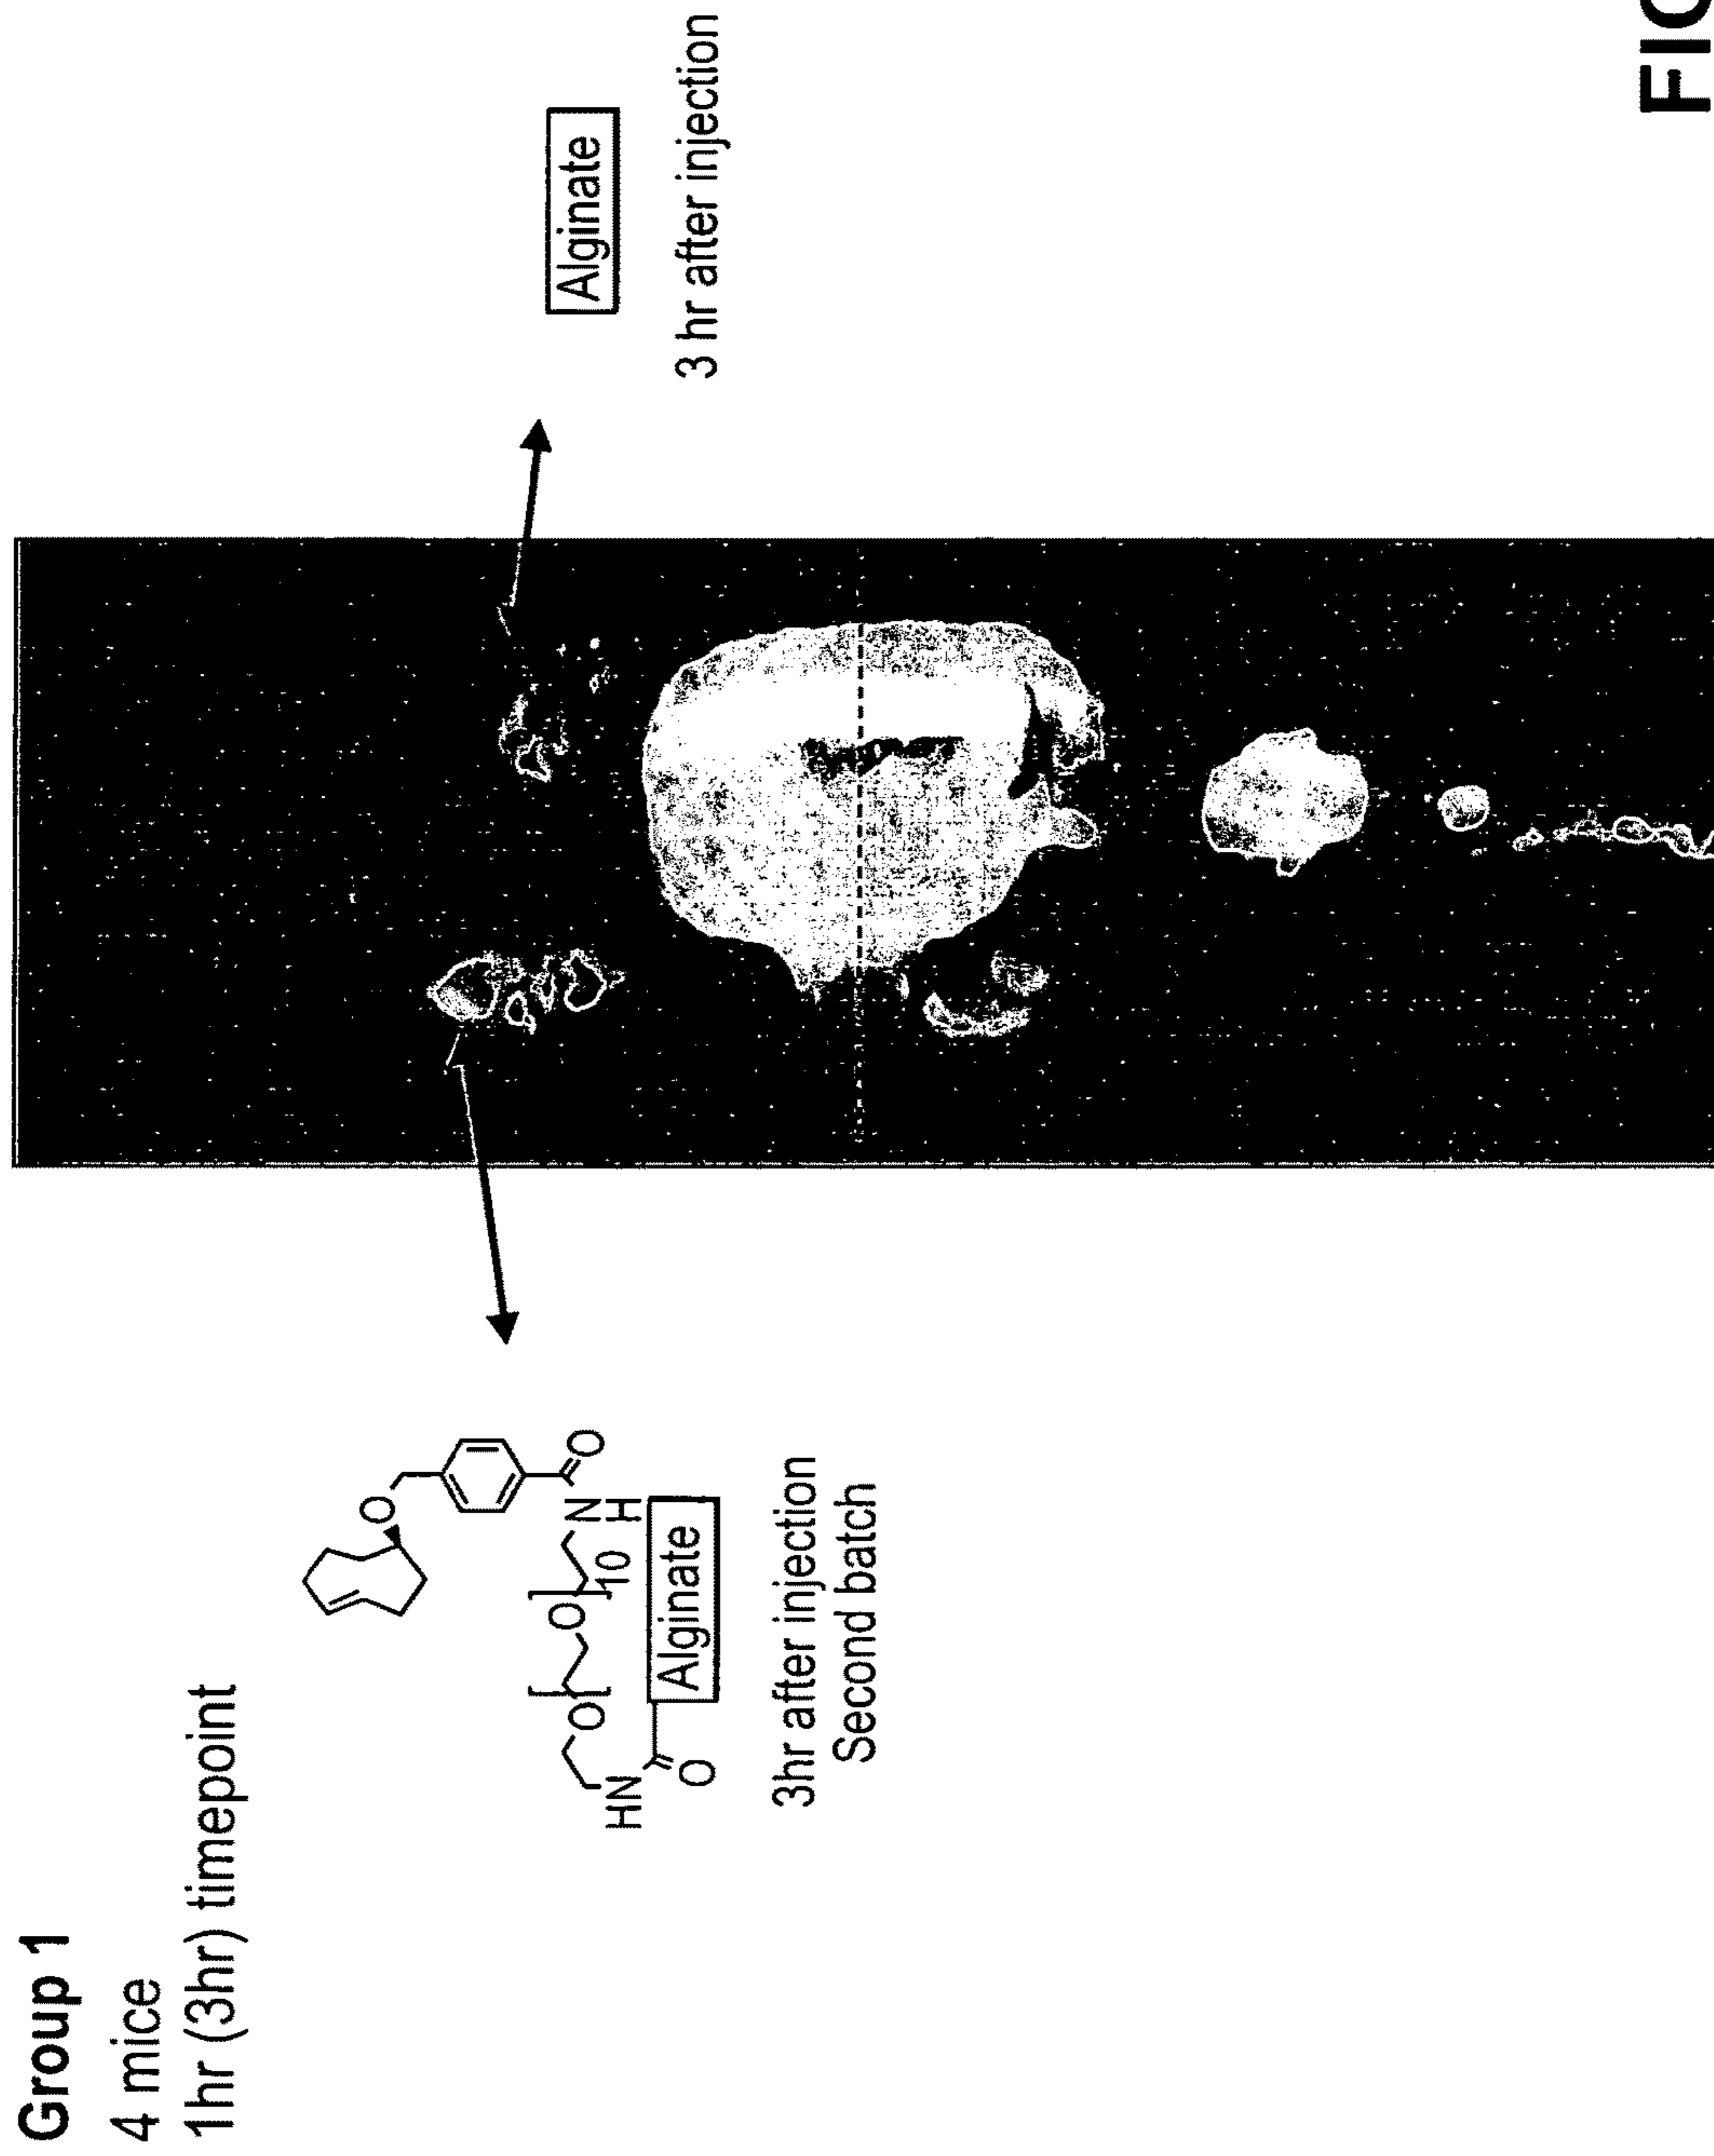 Group 1
4 mice
1hr (3hr) timepoint
O
O
N
H
10
O
O
HN
O
Alginate
3hr after injection
Second batch
Alginate
3 hr after injection